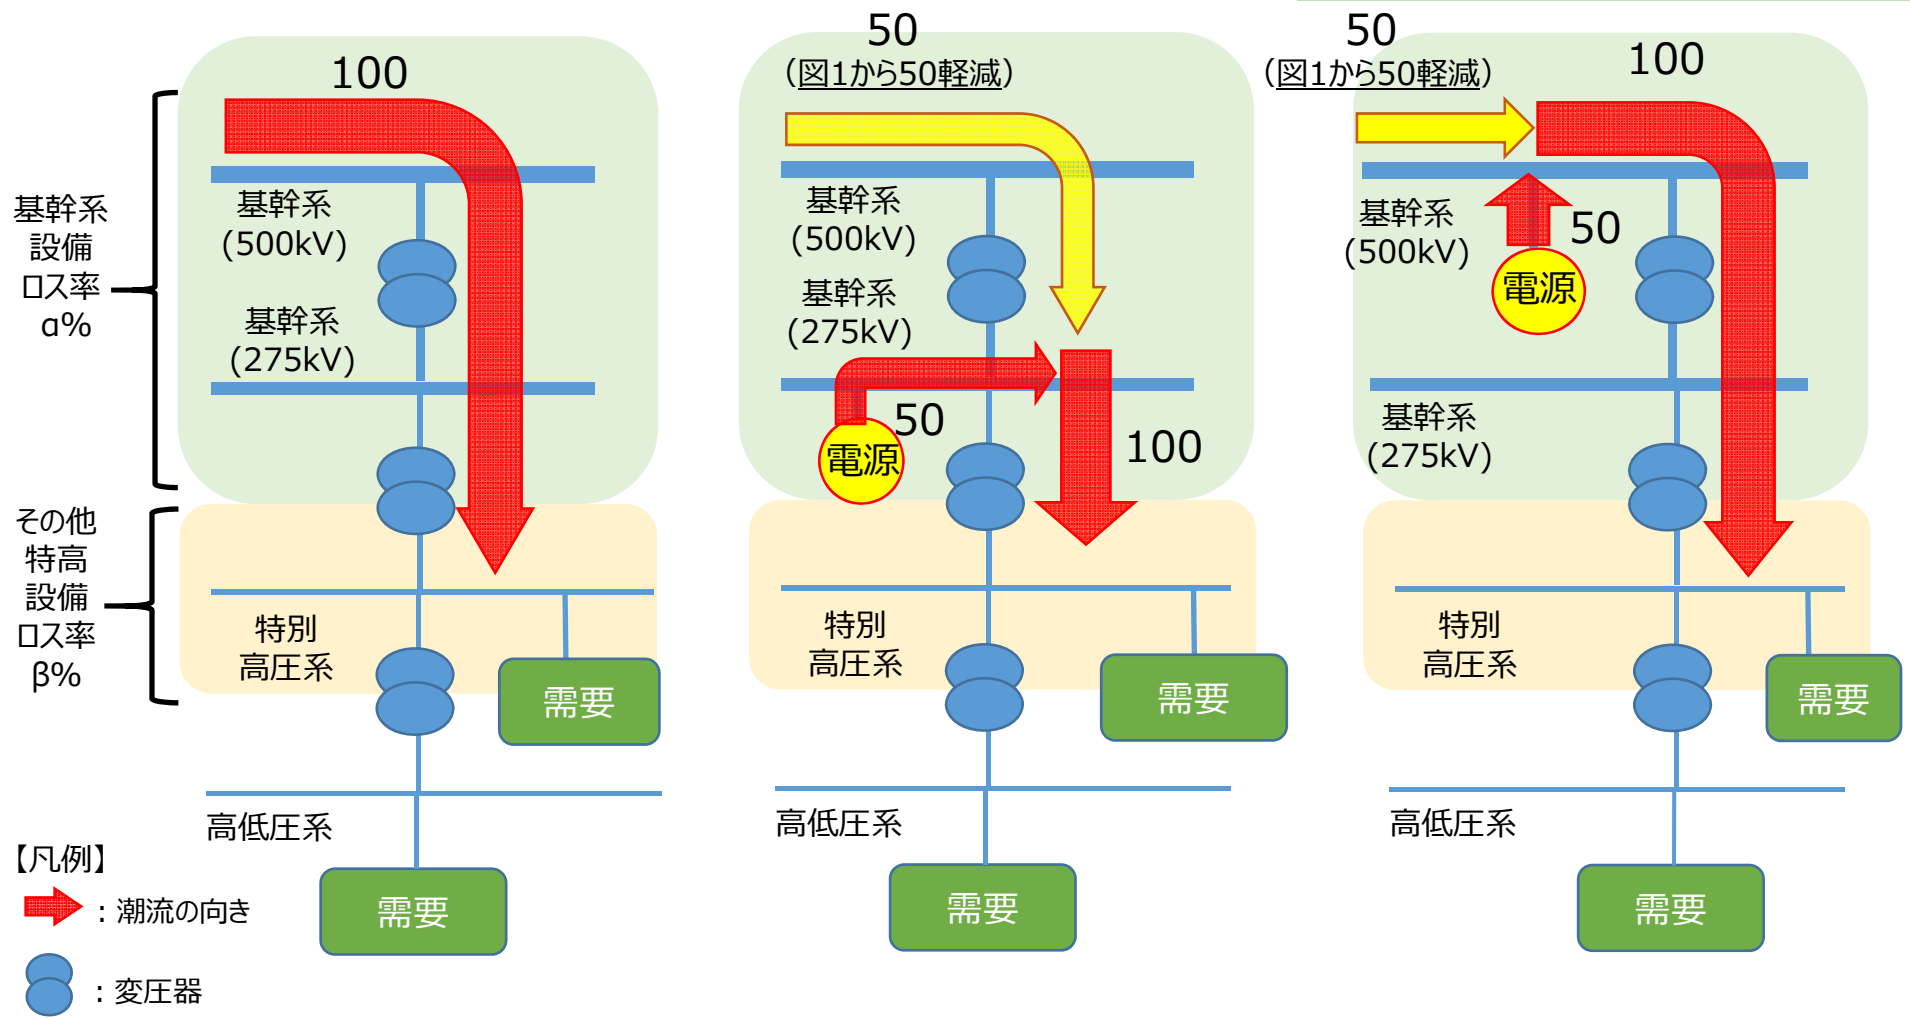 100
基幹系
設備
ロス率
α%
基幹系
(500kV)
基幹系
(275kV)
その他
特高
設備
ロス率
β%
特別
高圧系
需要
高低圧系
需要
【凡例】
：潮流の向き
：変圧器
50
（図1から50軽減）
基幹系
(500kV)
基幹系
(275kV)
電源
50
100
特別
高圧系
需要
高低圧系
需要
50
（図1から50軽減）
100
基幹系
(500kV)
50
電源
基幹系
(275kV)
特別
高圧系
需要
高低圧系
需要